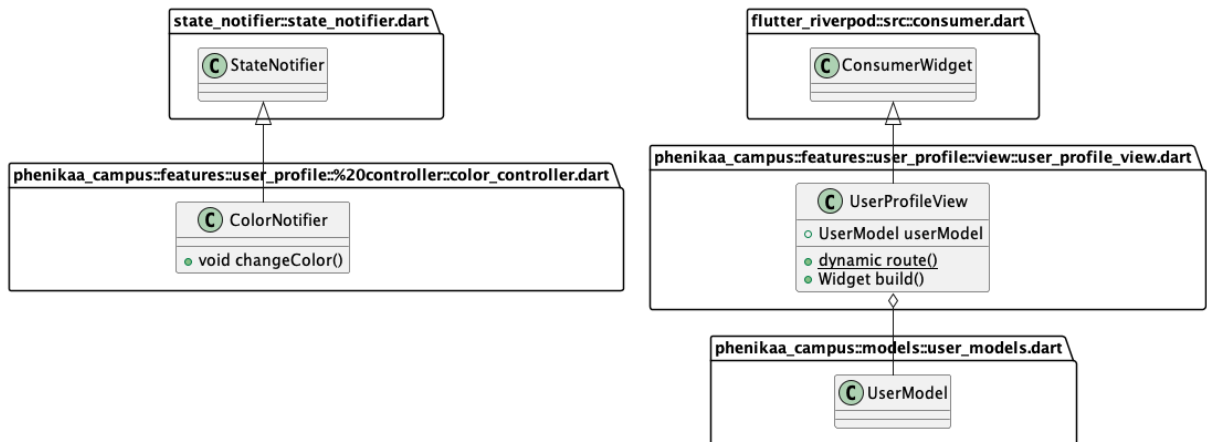 state_notifier::state_notifier.dart
C StateNotifier
phenikaa_campus::features::user_profile::%20controller::color_controller.dart
C ColorNotifier
void changeColor()
flutter_riverpod::src::consumer.dart
C ConsumerWidget
phenikaa_campus::features::user_profile::view::user_profile_view.dart
C UserProfileView
UserModel userModel
dynamic route()
Widget build()
phenikaa_campus::models::user_models.dart
C UserModel